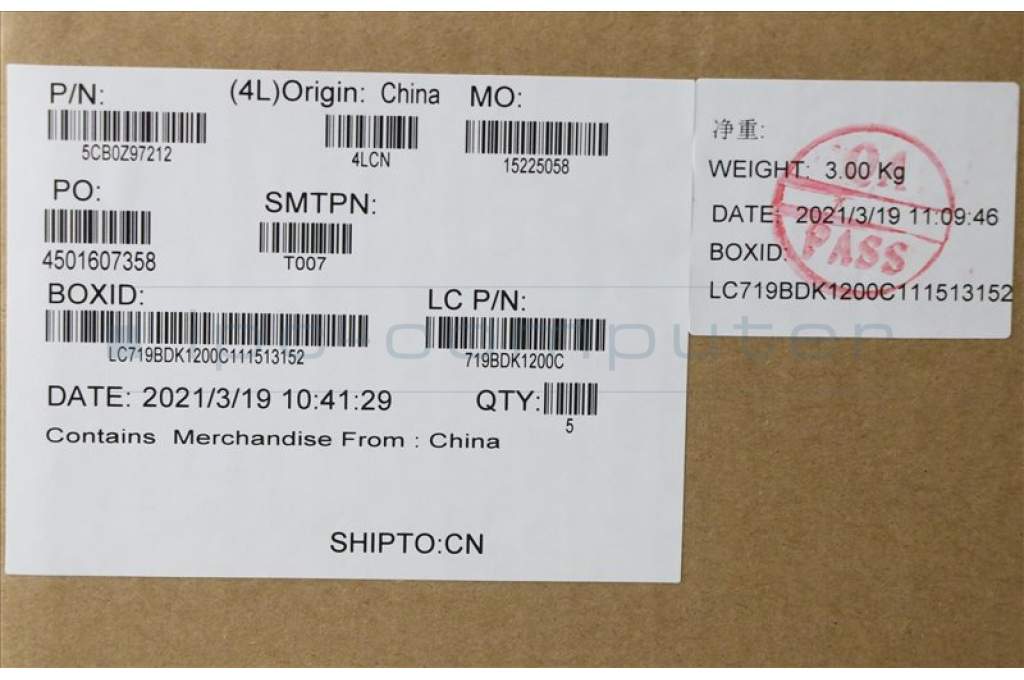 P/N:
5CB0Z97212
(4L)Origin: China
4LCN
MO:
15225058
PO:
4501607358
SMTPN:
T007
BOXID:
LC719BDK1200C111513152
LC P/N:
719BDK1200C
DATE: 2021/3/19 10:41:29
QTY:
5
Contains Merchandise From : China
SHIPTO:CN
净重:
WEIGHT: 3.00 Kg
DATE: 2021/3/19 11:09:46
BOXID:
LC719BDK1200C111513152
PASS
ipc-computer